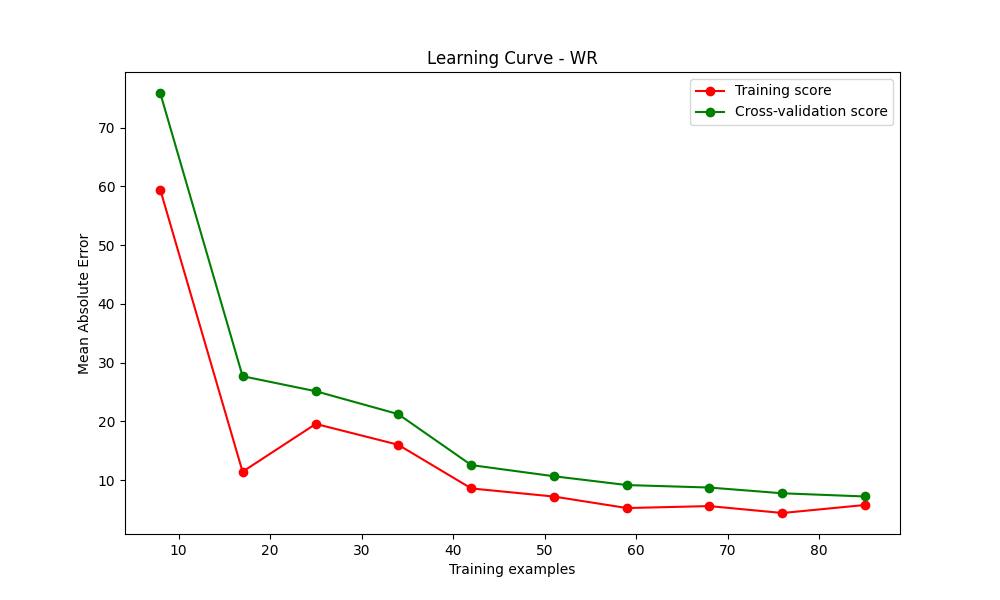 Learning Curve - WR
Training score
Cross-validation score
Mean Absolute Error
70
60
50
40
30
20
10
10 20 30 40 50 60 70 80
Training examples